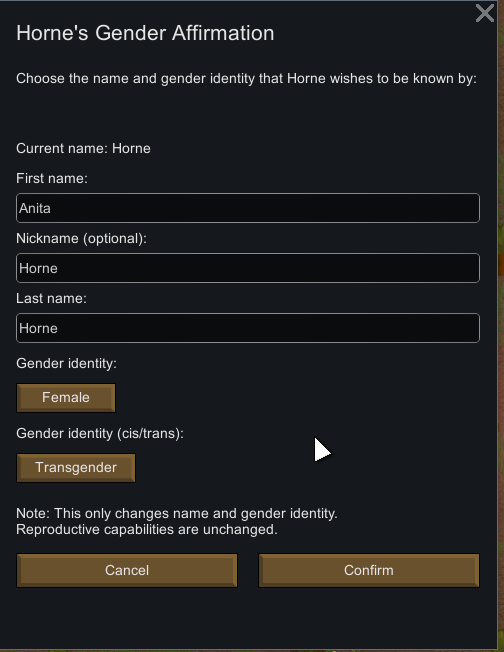 Horne's Gender Affirmation
Choose the name and gender identity that Horne wishes to be known by:
Current name: Horne
First name:
Anita
Nickname (optional):
Horne
Last name:
Horne
Gender identity:
Female
Gender identity (cis/trans):
Transgender
Note: This only changes name and gender identity.
Reproductive capabilities are unchanged.
Cancel
Confirm